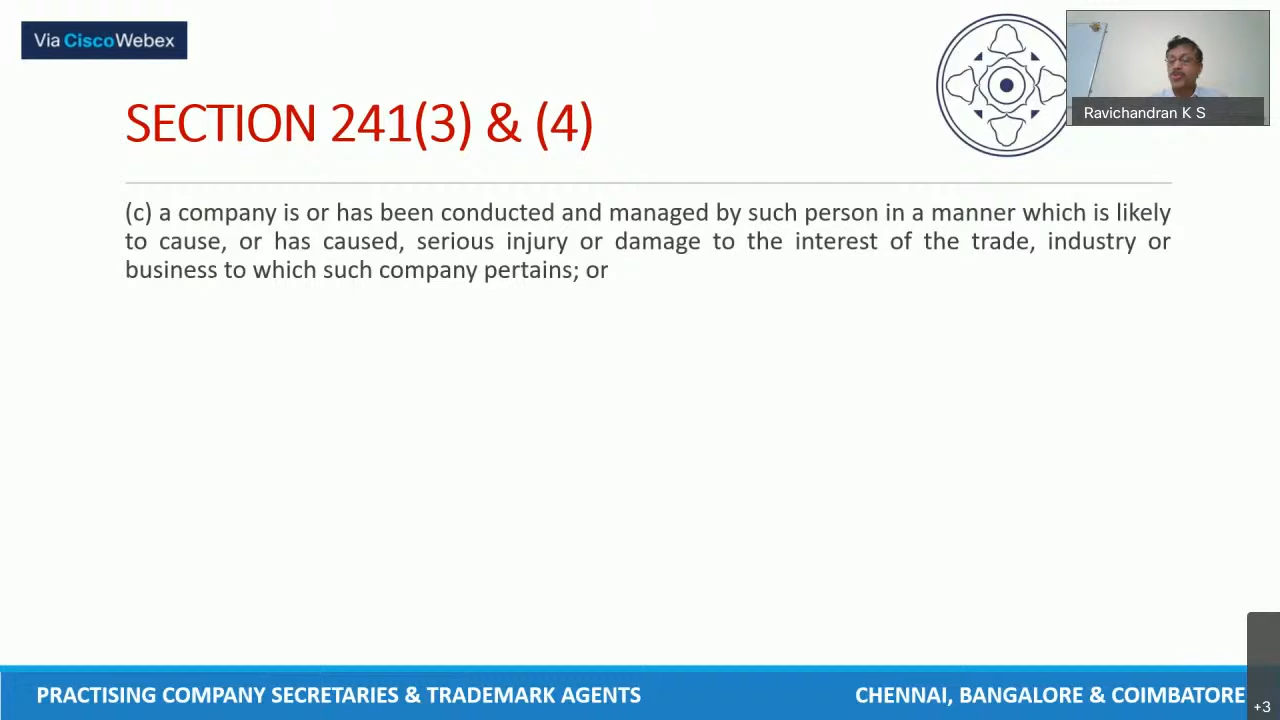 Via CiscoWebex
Ravichandran K S
SECTION 241(3) & (4)
(c) a company is or has been conducted and managed by such person in a manner which is likely
to cause, or has caused, serious injury or damage to the interest of the trade, industry or
business to which such company pertains; or
PRACTISING COMPANY SECRETARIES & TRADEMARK AGENTS
CHENNAI, BANGALORE & COIMBATORE
+3